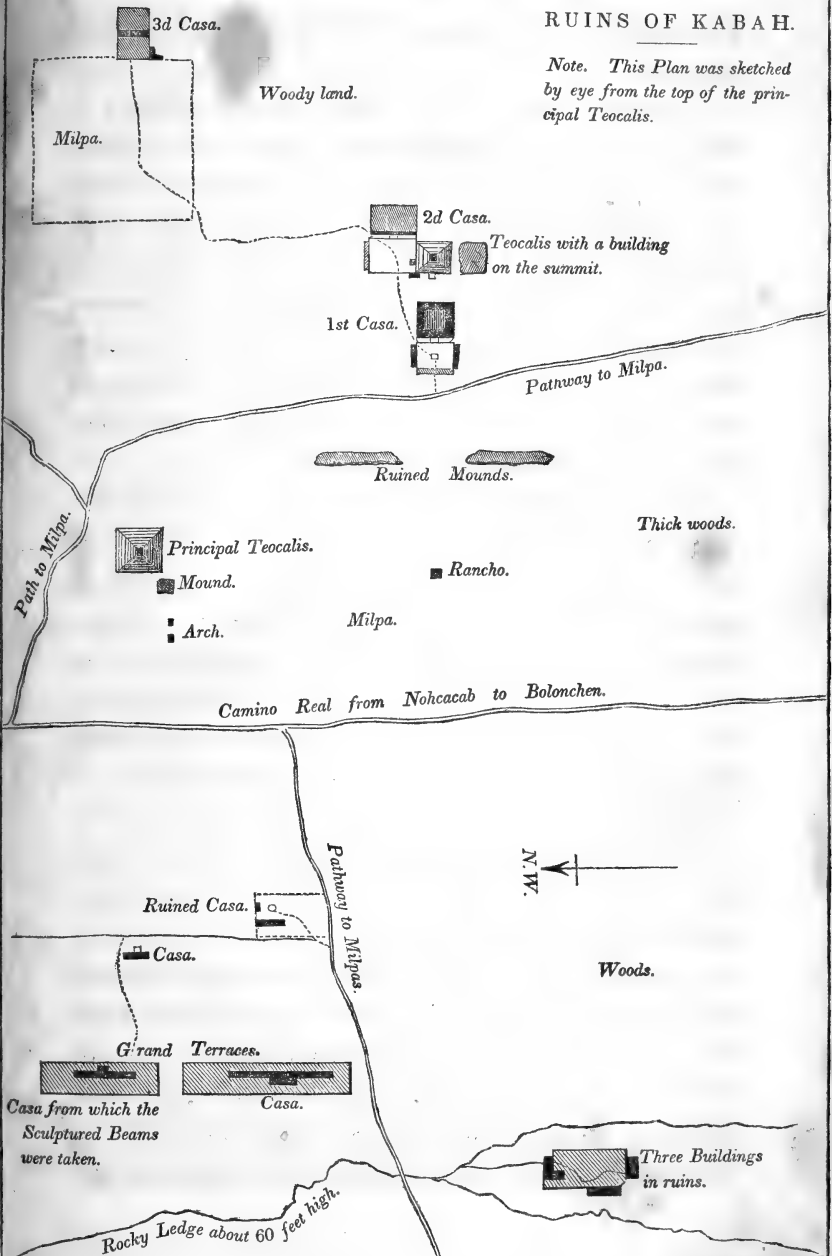 RUINS OF KABAH.
Note. This Plan was sketched
by eye from the top of the prin-
cipal Teocalis.
3d Casa.
Woody land.
Milpa.
2d Casa.
Teocalis with a building
on the summit.
1st Casa.
Pathway to Milpa.
Ruined Mounds.
Thick woods.
Path to Milpa.
Principal Teocalis.
Mound.
Rancho.
Arch.
Milpa.
Camino Real from Nohcacab to Bolonchen.
Pathway to Milpas.
N.W.
Ruined Casa.
Casa.
Woods.
Grand Terraces.
Casa from which the
Sculptured Beams
were taken.
Casa.
Three Buildings
in ruins.
Rocky Ledge about 60 feet high.